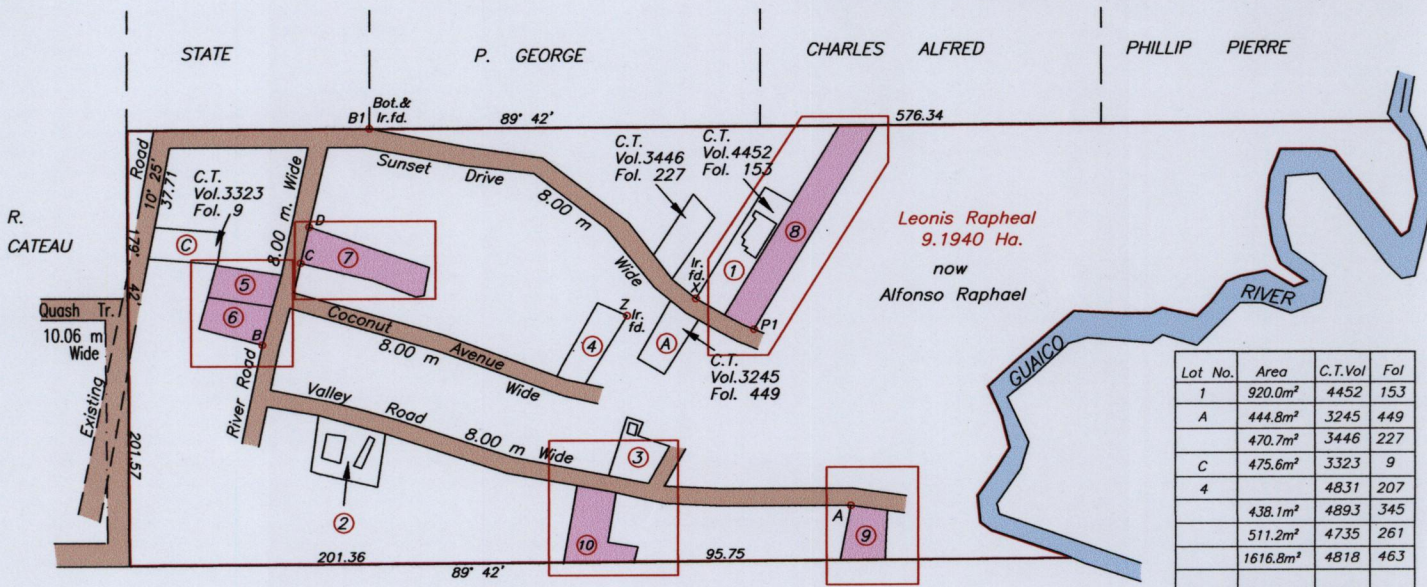 STATE
P. GEORGE
CHARLES ALFRED
PHILLIP PIERRE
Bot.&
Ir.fd.
B1
89° 42'
576.34
Road
10° 25'
37.71
C.T.
Vol.3323
Fol. 9
8.00 m. Wide
Sunset Drive
8.00 m
Wide
C.T.
Vol.3446
Fol. 227
C.T.
Vol.4452
Fol. 153
R.
CATEAU
179° 42'
C
D
C
7
5
6
B
1
8
Ir.
fd.
X
P1
Leonis Rapheal
9.1940 Ha.
now
Alfonso Raphael
Quash Tr.
10.06 m
Wide
Existing
201.57
River Road
Coconut Avenue
8.00 m Wide
Z
Ir.
fd.
4
A
C.T.
Vol.3245
Fol. 449
GUAICO
RIVER
Valley Road
8.00 m Wide
2
3
A
9
10
201.36
89° 42'
95.75
Lot No. Area C.T.Vol Fol
1 920.0m² 4452 153
A 444.8m² 3245 449
470.7m² 3446 227
C 475.6m² 3323 9
4 4831 207
438.1m² 4893 345
511.2m² 4735 261
1616.8m² 4818 463